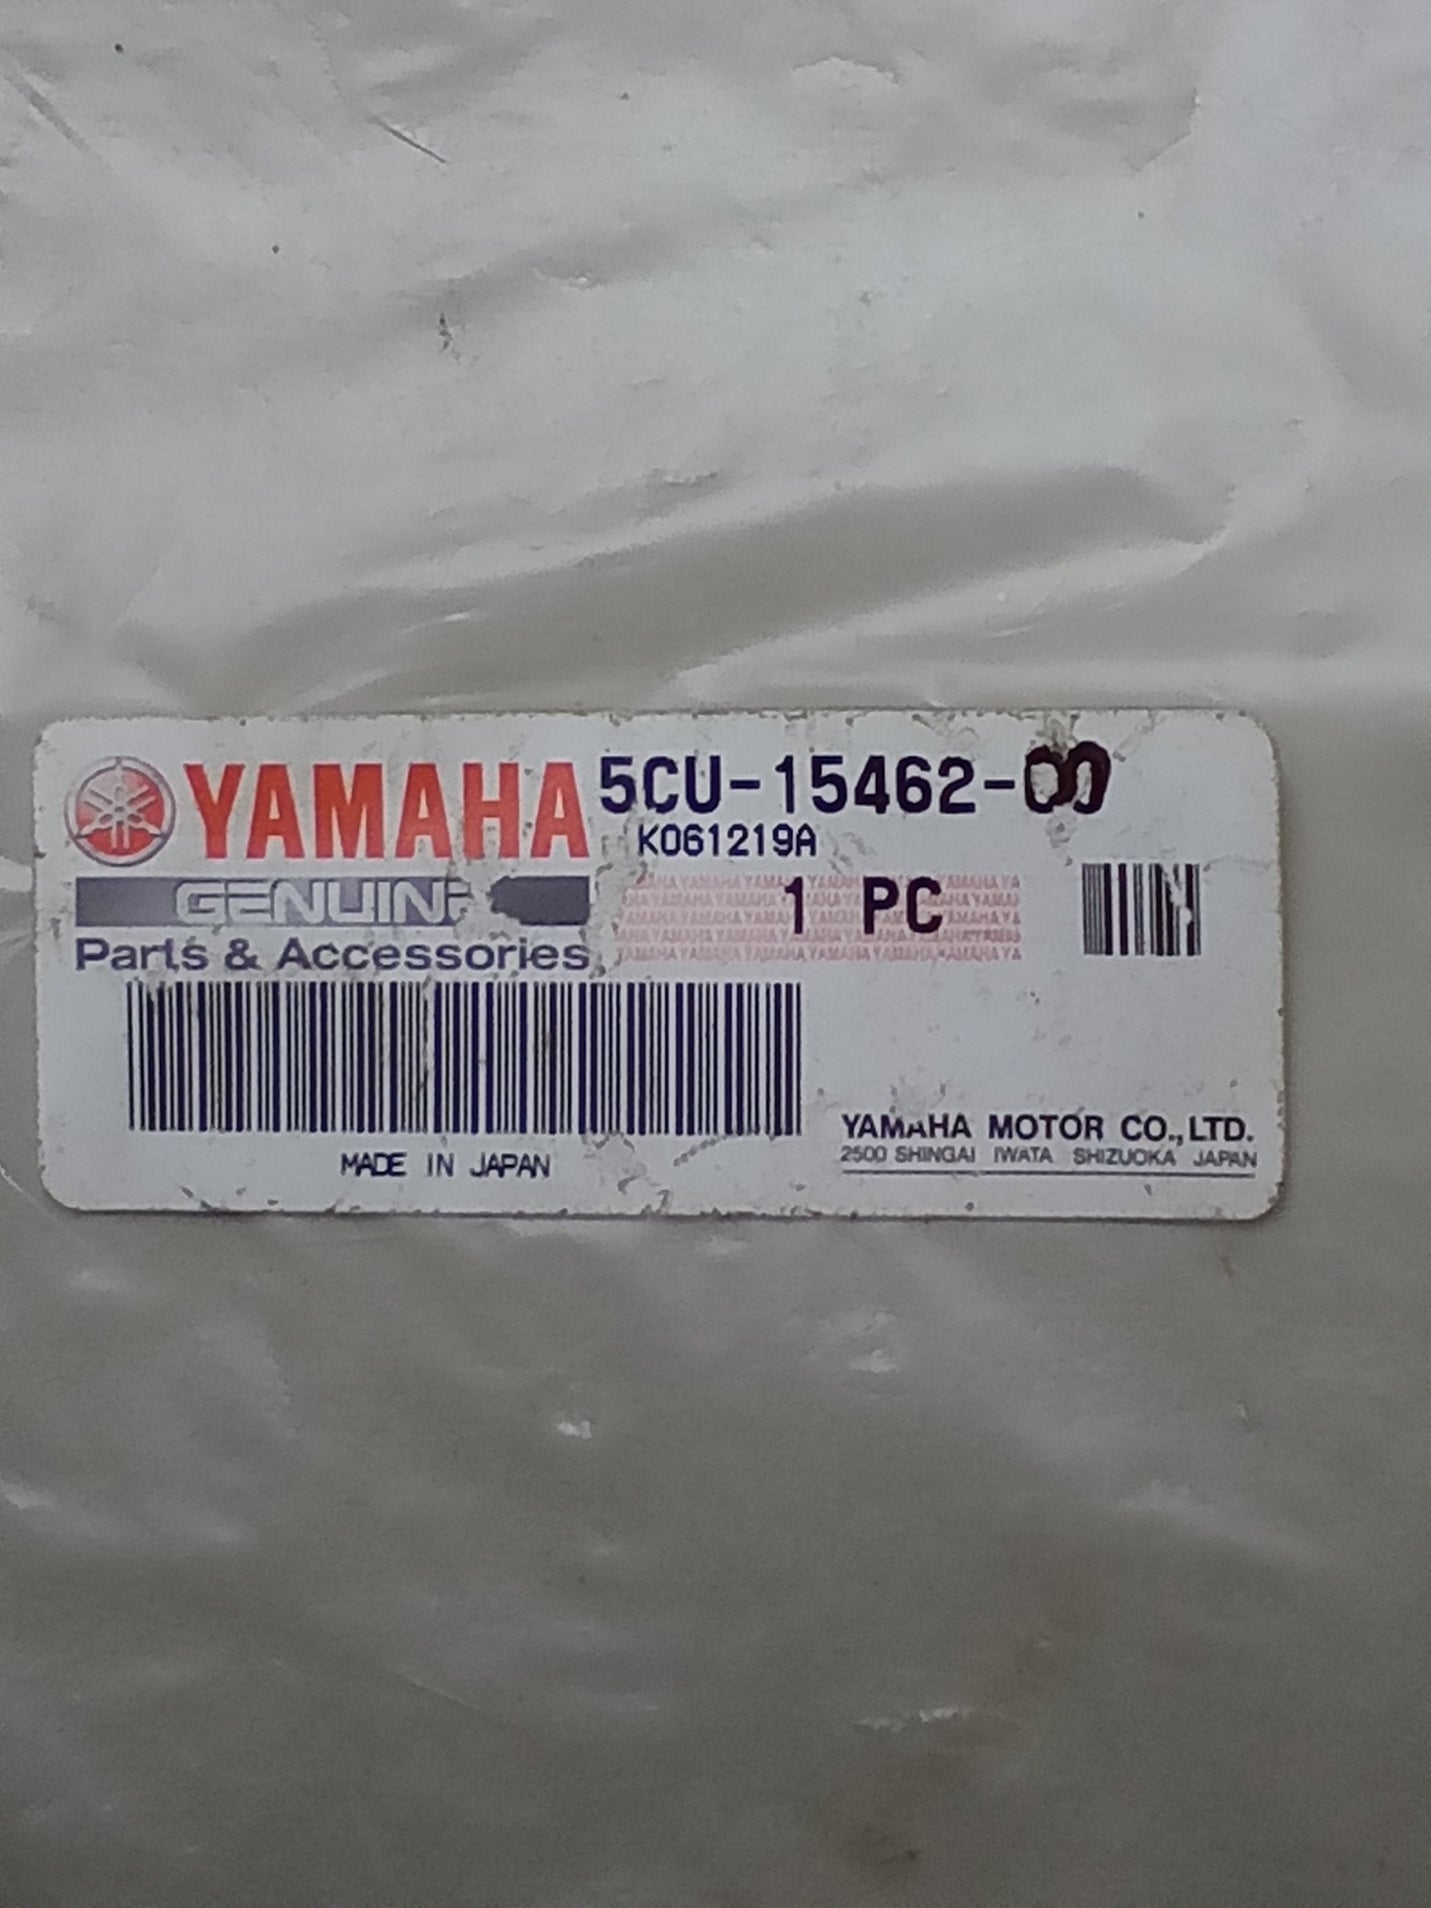 YAMAHA 5CU-15462-
K061219A
GENUINE 1 PC
Parts & Accessories
MADE IN JAPAN
YAMAHA MOTOR CO.,LTD.
2500 SHINGAI IWATA SHIZUOKA JAPAN